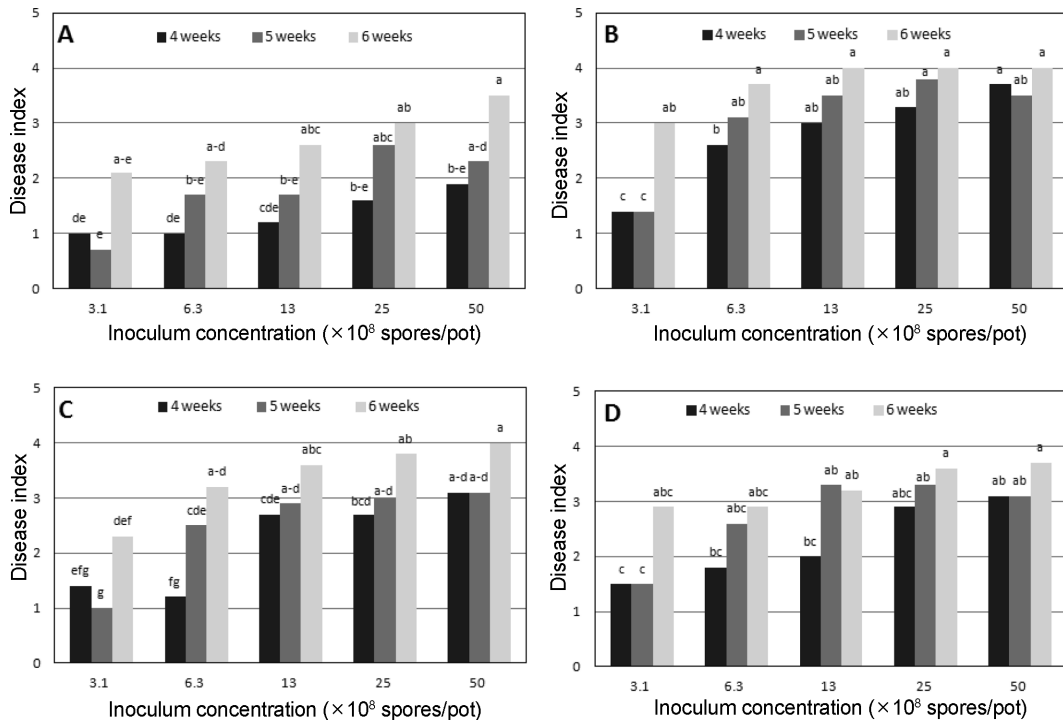 A
4 weeks 5 weeks 6 weeks
5
4
3
2
1
0
Disease index
de e a-e
de b-e a-d
cde b-e abc
b-e abc ab
b-e a-d a
3.1 6.3 13 25 50
Inoculum concentration (×10⁸ spores/pot)
B
4 weeks 5 weeks 6 weeks
5
4
3
2
1
0
Disease index
c c ab
b ab a
ab ab a
ab a a
a ab a
3.1 6.3 13 25 50
Inoculum concentration (×10⁸ spores/pot)
C
4 weeks 5 weeks 6 weeks
5
4
3
2
1
0
Disease index
efg g def
fg cde a-d
cde a-d abc
bcd a-d ab
a-d a-d a
3.1 6.3 13 25 50
Inoculum concentration (×10⁸ spores/pot)
D
4 weeks 5 weeks 6 weeks
5
4
3
2
1
0
Disease index
c c abc
bc abc abc
bc ab ab
abc ab a
ab ab a
3.1 6.3 13 25 50
Inoculum concentration (×10⁸ spores/pot)